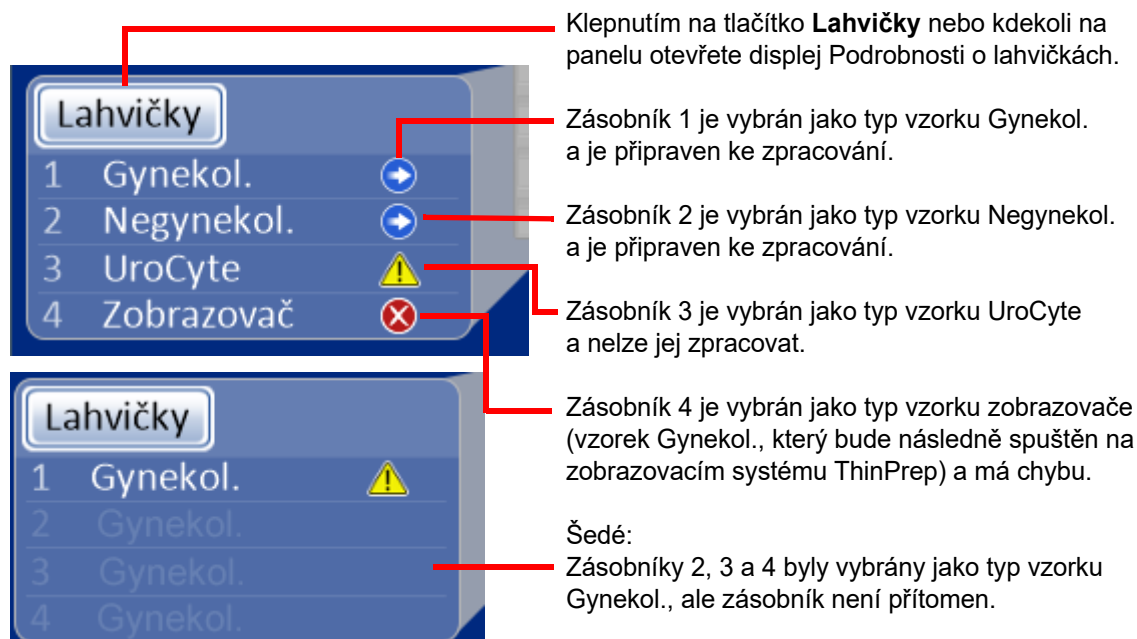 Klepnutím na tlačítko Lahvičky nebo kdekoli na
panelu otevřete displej Podrobnosti o lahvičkách.
Lahvičky
1 Gynekol.
2 Negynekol.
3 UroCyte
4 Zobrazovač
Zásobník 1 je vybrán jako typ vzorku Gynekol.
a je připraven ke zpracování.
Zásobník 2 je vybrán jako typ vzorku Negynekol.
a je připraven ke zpracování.
Zásobník 3 je vybrán jako typ vzorku UroCyte
a nelze jej zpracovat.
Zásobník 4 je vybrán jako typ vzorku zobrazovače
(vzorek Gynekol., který bude následně spuštěn na
zobrazovacím systému ThinPrep) a má chybu.
Lahvičky
1 Gynekol.
2 Gynekol.
3 Gynekol.
4 Gynekol.
Šedé:
Zásobníky 2, 3 a 4 byly vybrány jako typ vzorku
Gynekol., ale zásobník není přítomen.